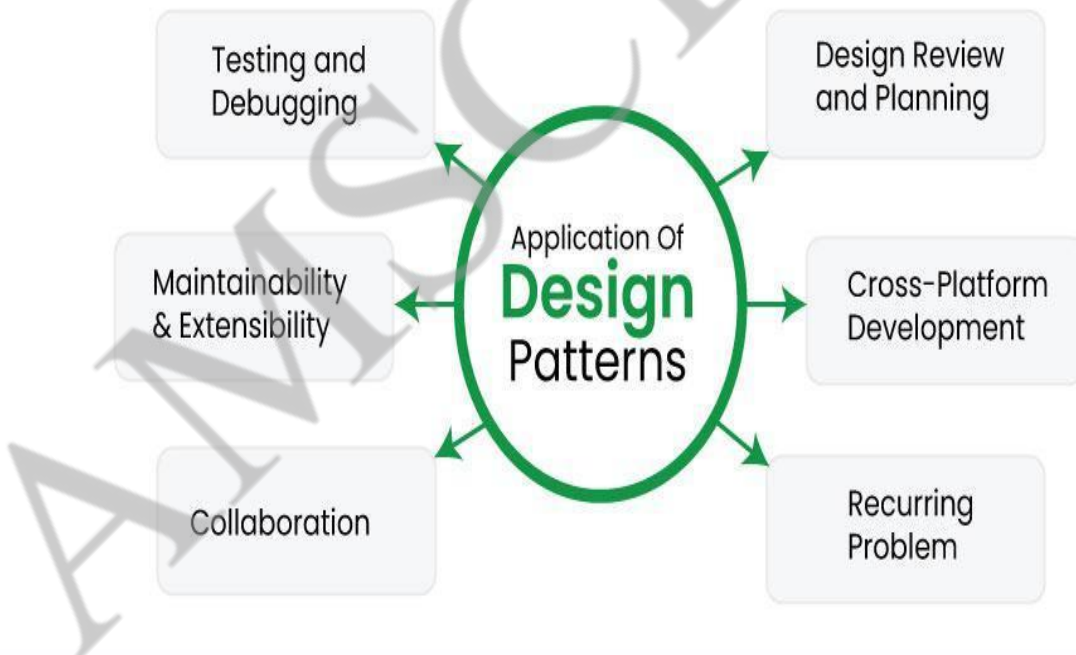 Testing and
Debugging
Design Review
and Planning
Application Of
Design
Patterns
Maintainability
& Extensibility
Cross-Platform
Development
Collaboration
Recurring
Problem
AMSC